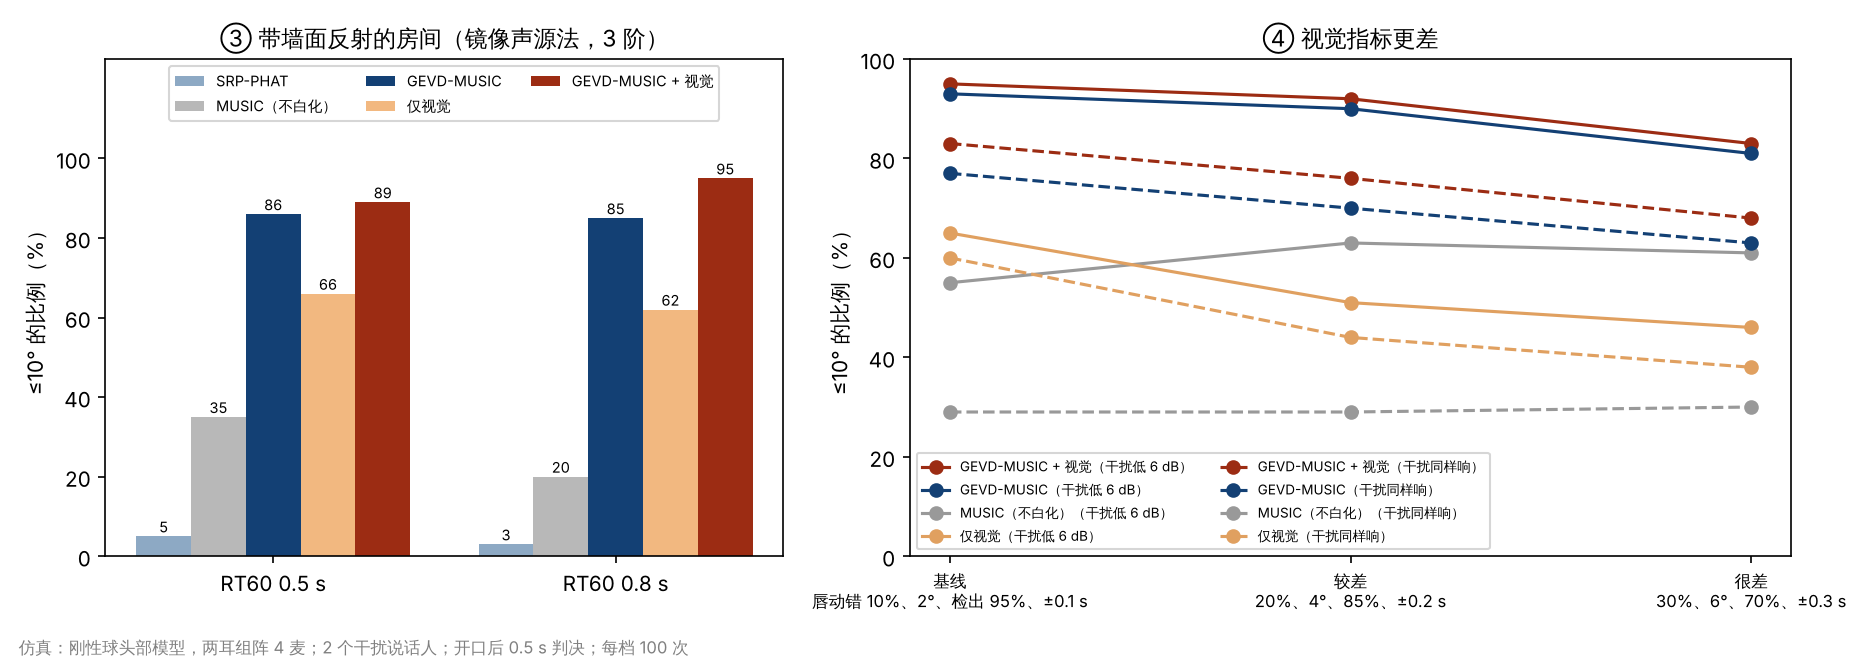 ③ 带墙面反射的房间（镜像声源法，3 阶）
SRP-PHAT
MUSIC（不白化）
GEVD-MUSIC
仅视觉
GEVD-MUSIC + 视觉
≤10° 的比例（%）
100
80
60
40
20
0
5
35
86
66
89
3
20
85
62
95
RT60 0.5 s
RT60 0.8 s
④ 视觉指标更差
≤10° 的比例（%）
100
80
60
40
20
0
GEVD-MUSIC + 视觉（干扰低 6 dB）
GEVD-MUSIC（干扰低 6 dB）
MUSIC（不白化）（干扰低 6 dB）
仅视觉（干扰低 6 dB）
GEVD-MUSIC + 视觉（干扰同样响）
GEVD-MUSIC（干扰同样响）
MUSIC（不白化）（干扰同样响）
仅视觉（干扰同样响）
基线
唇动错 10%、2°、检出 95%、±0.1 s
较差
20%、4°、85%、±0.2 s
很差
30%、6°、70%、±0.3 s
仿真：刚性球头部模型，两耳组阵 4 麦；2 个干扰说话人；开口后 0.5 s 判决；每档 100 次